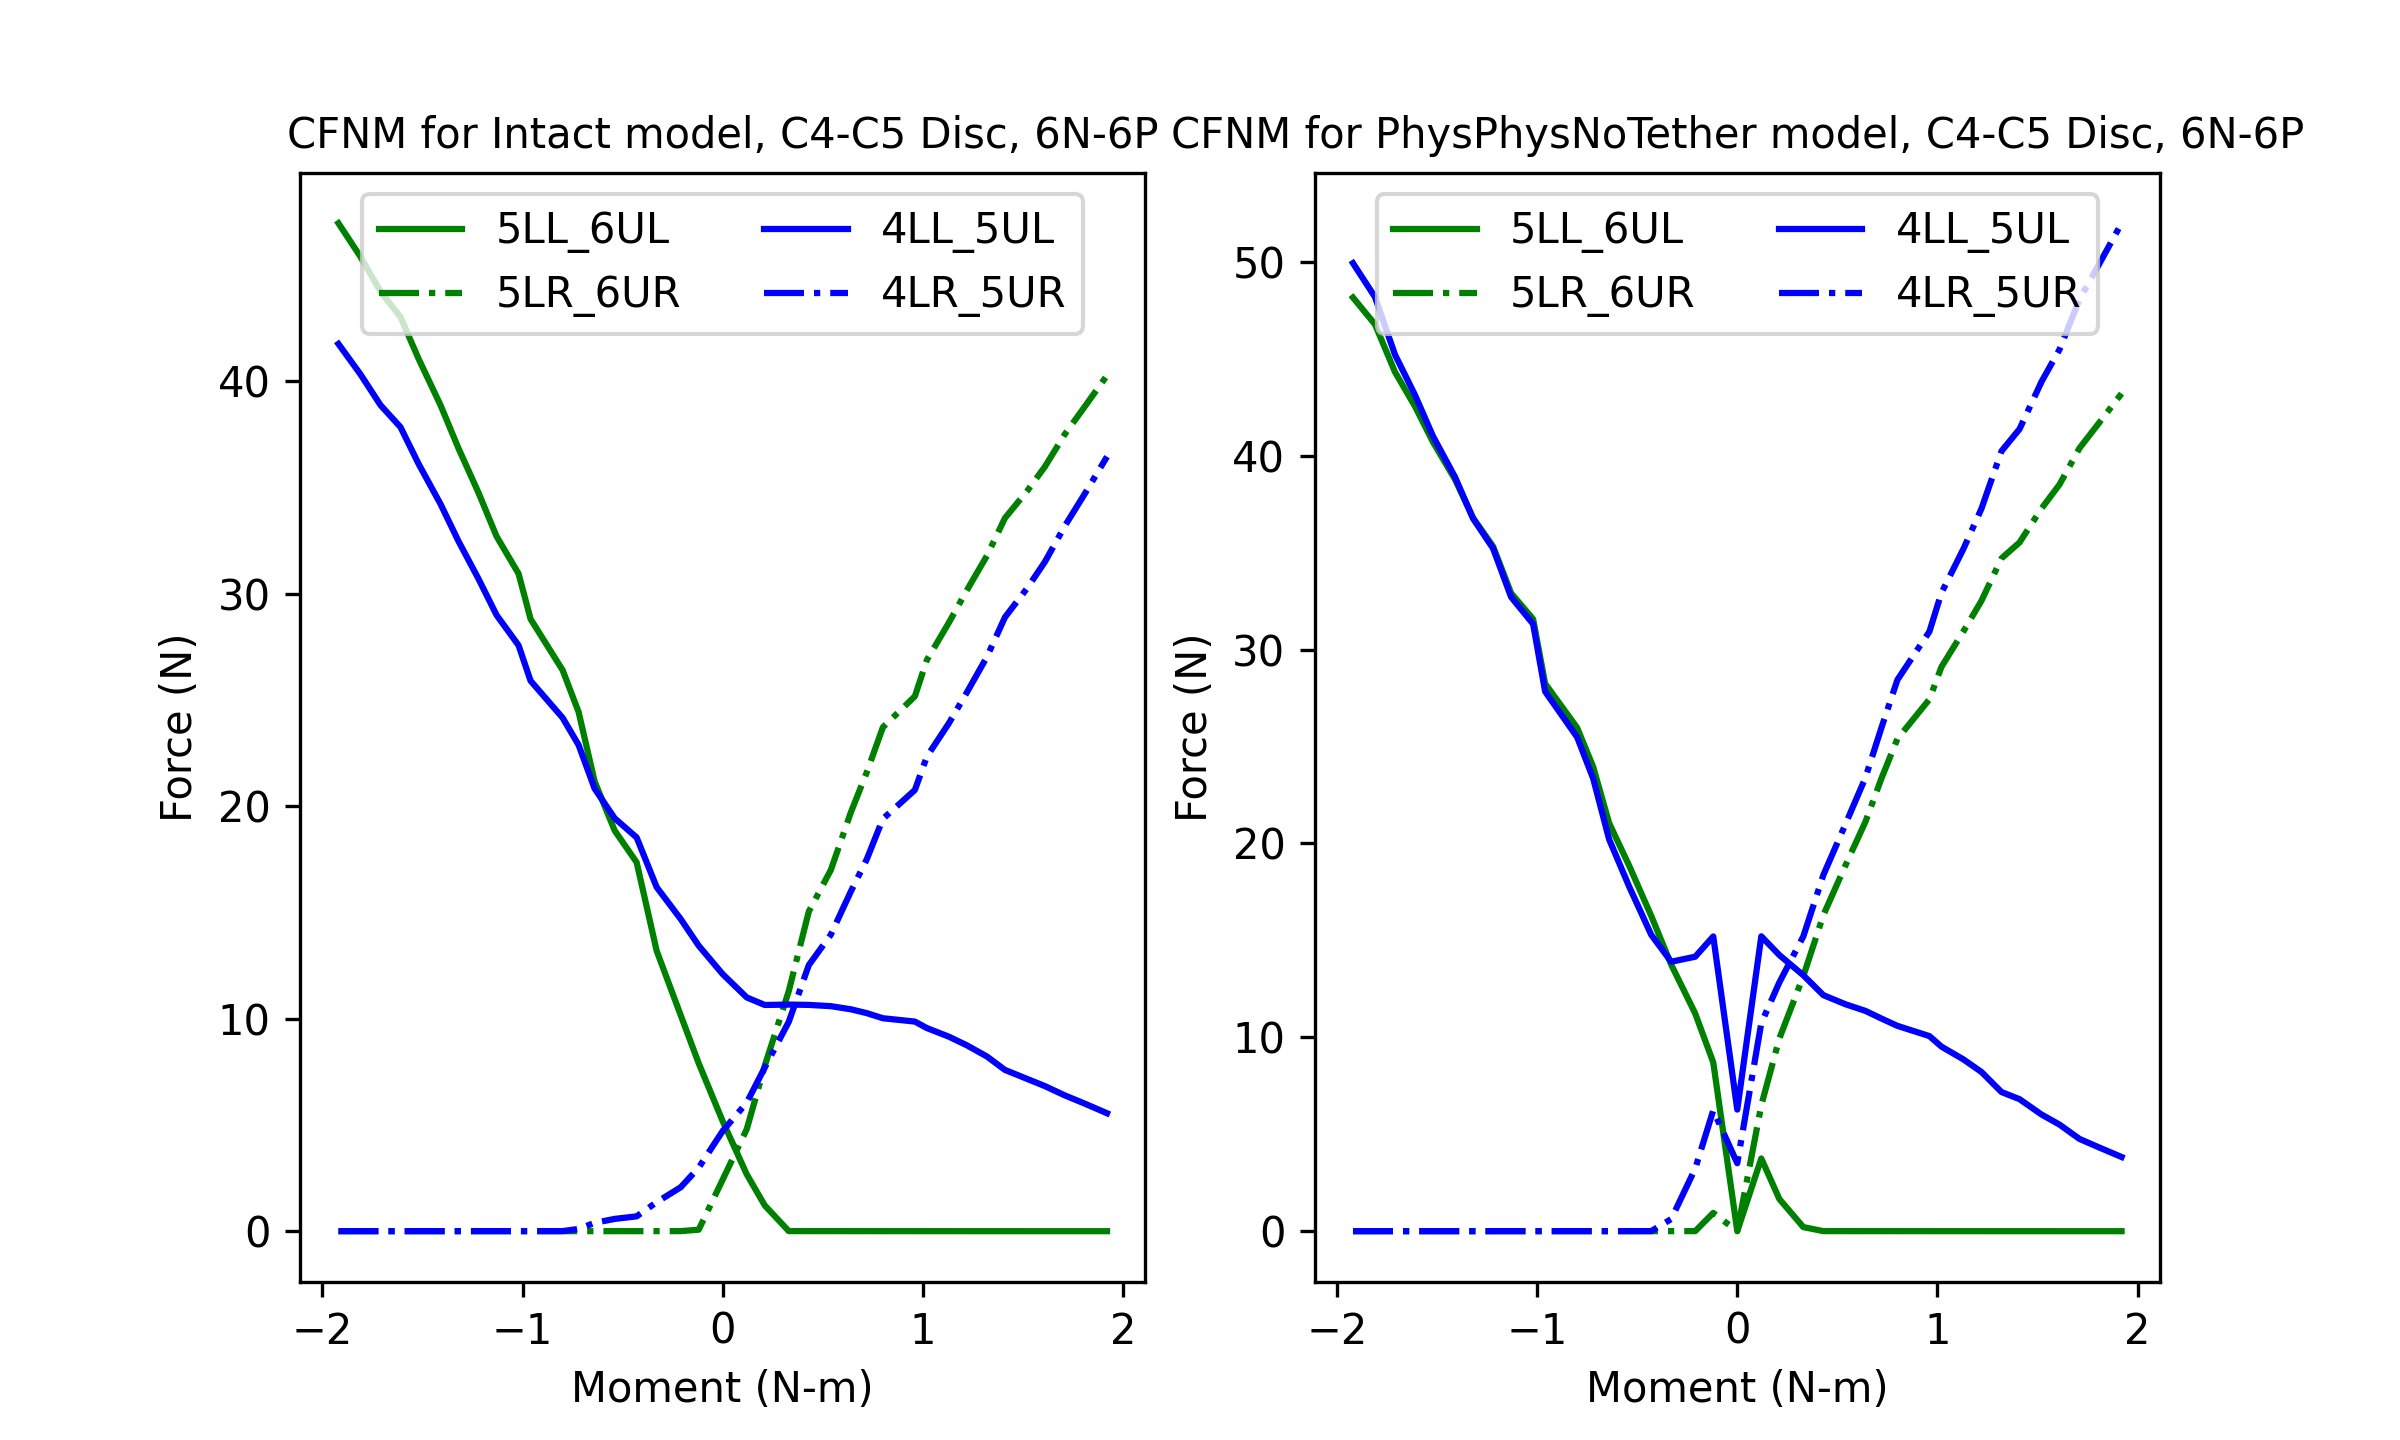 CFNM for Intact model, C4-C5 Disc, 6N-6P
5LL_6UL
4LL_5UL
5LR_6UR
4LR_5UR
40
30
20
10
0
Force (N)
−2
−1
0
1
2
Moment (N-m)
CFNM for PhysPhysNoTether model, C4-C5 Disc, 6N-6P
5LL_6UL
4LL_5UL
5LR_6UR
4LR_5UR
50
40
30
20
10
0
Force (N)
−2
−1
0
1
2
Moment (N-m)